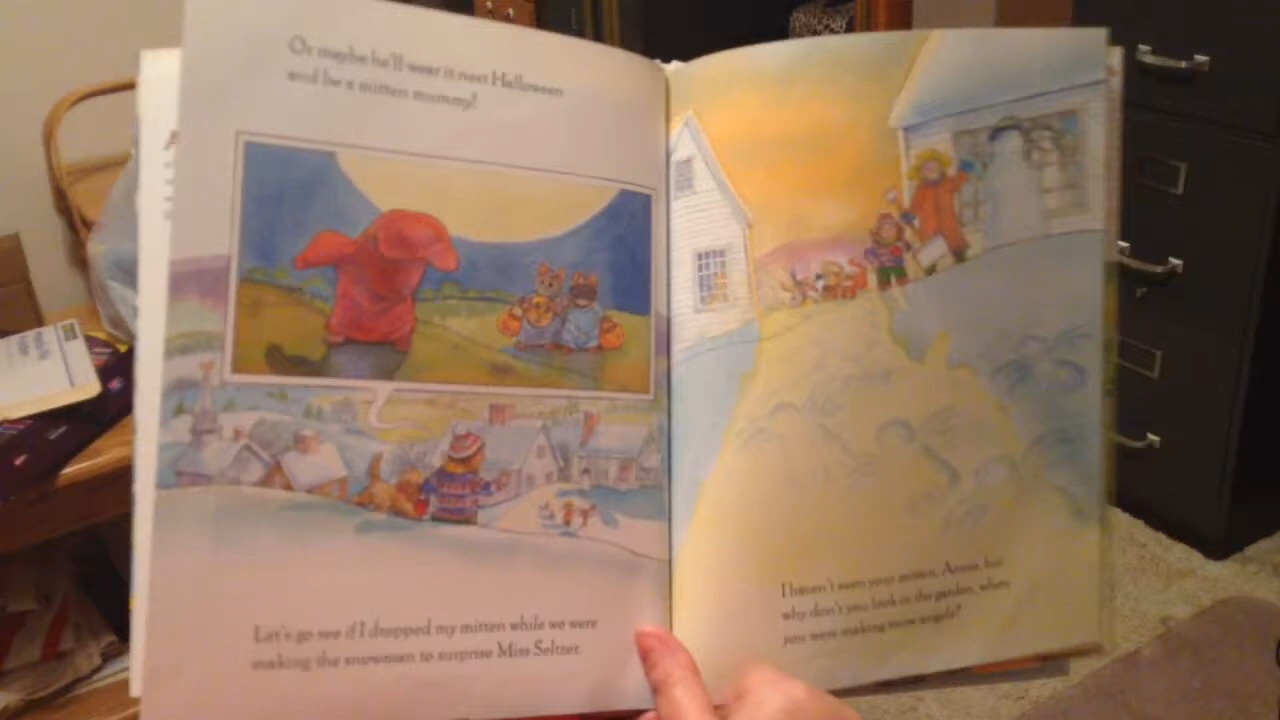 Or maybe he'll wear it next Halloween
and be a mitten mummy!
Let's go see if I dropped my mitten while we were
making the snowman to surprise Miss Seltzer.
I haven't seen your mitten, Annie, but
why don't you look in the garden, where
you were making snow angels?